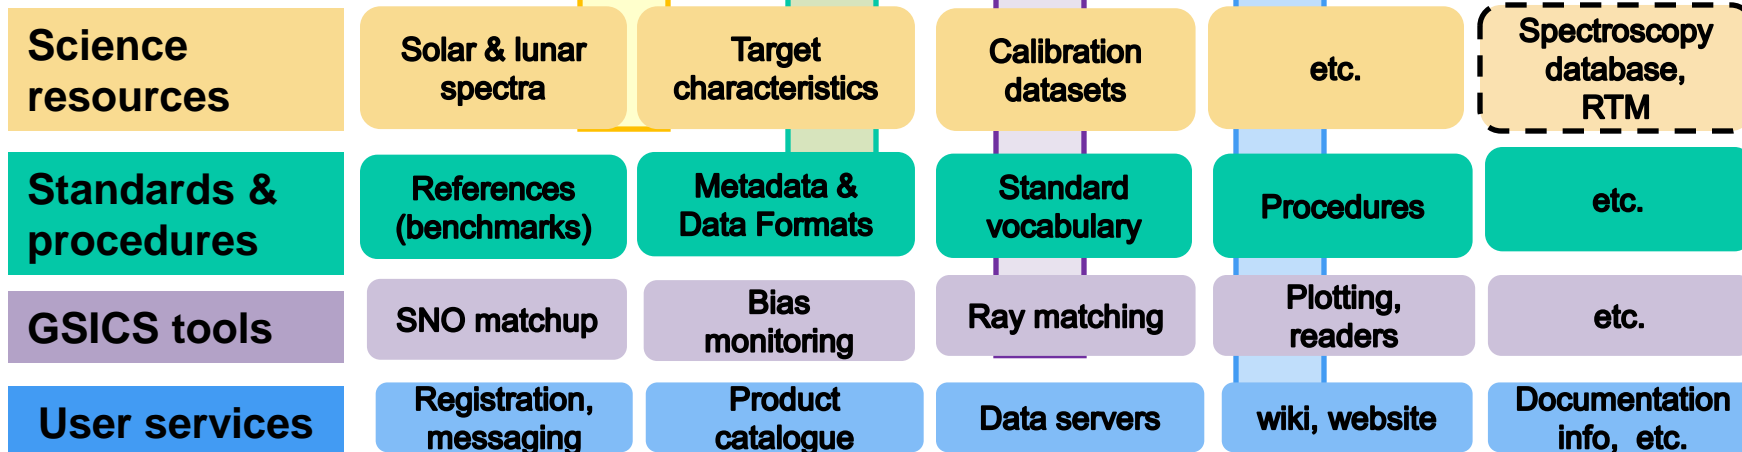 Science
resources
Solar & lunar
spectra
Target
characteristics
Calibration
datasets
etc.
Spectroscopy
database,
RTM
Standards &
procedures
References
(benchmarks)
Metadata &
Data Formats
Standard
vocabulary
Procedures
etc.
GSICS tools
SNO matchup
Bias
monitoring
Ray matching
Plotting,
readers
etc.
User services
Registration,
messaging
Product
catalogue
Data servers
wiki, website
Documentation
info, etc.